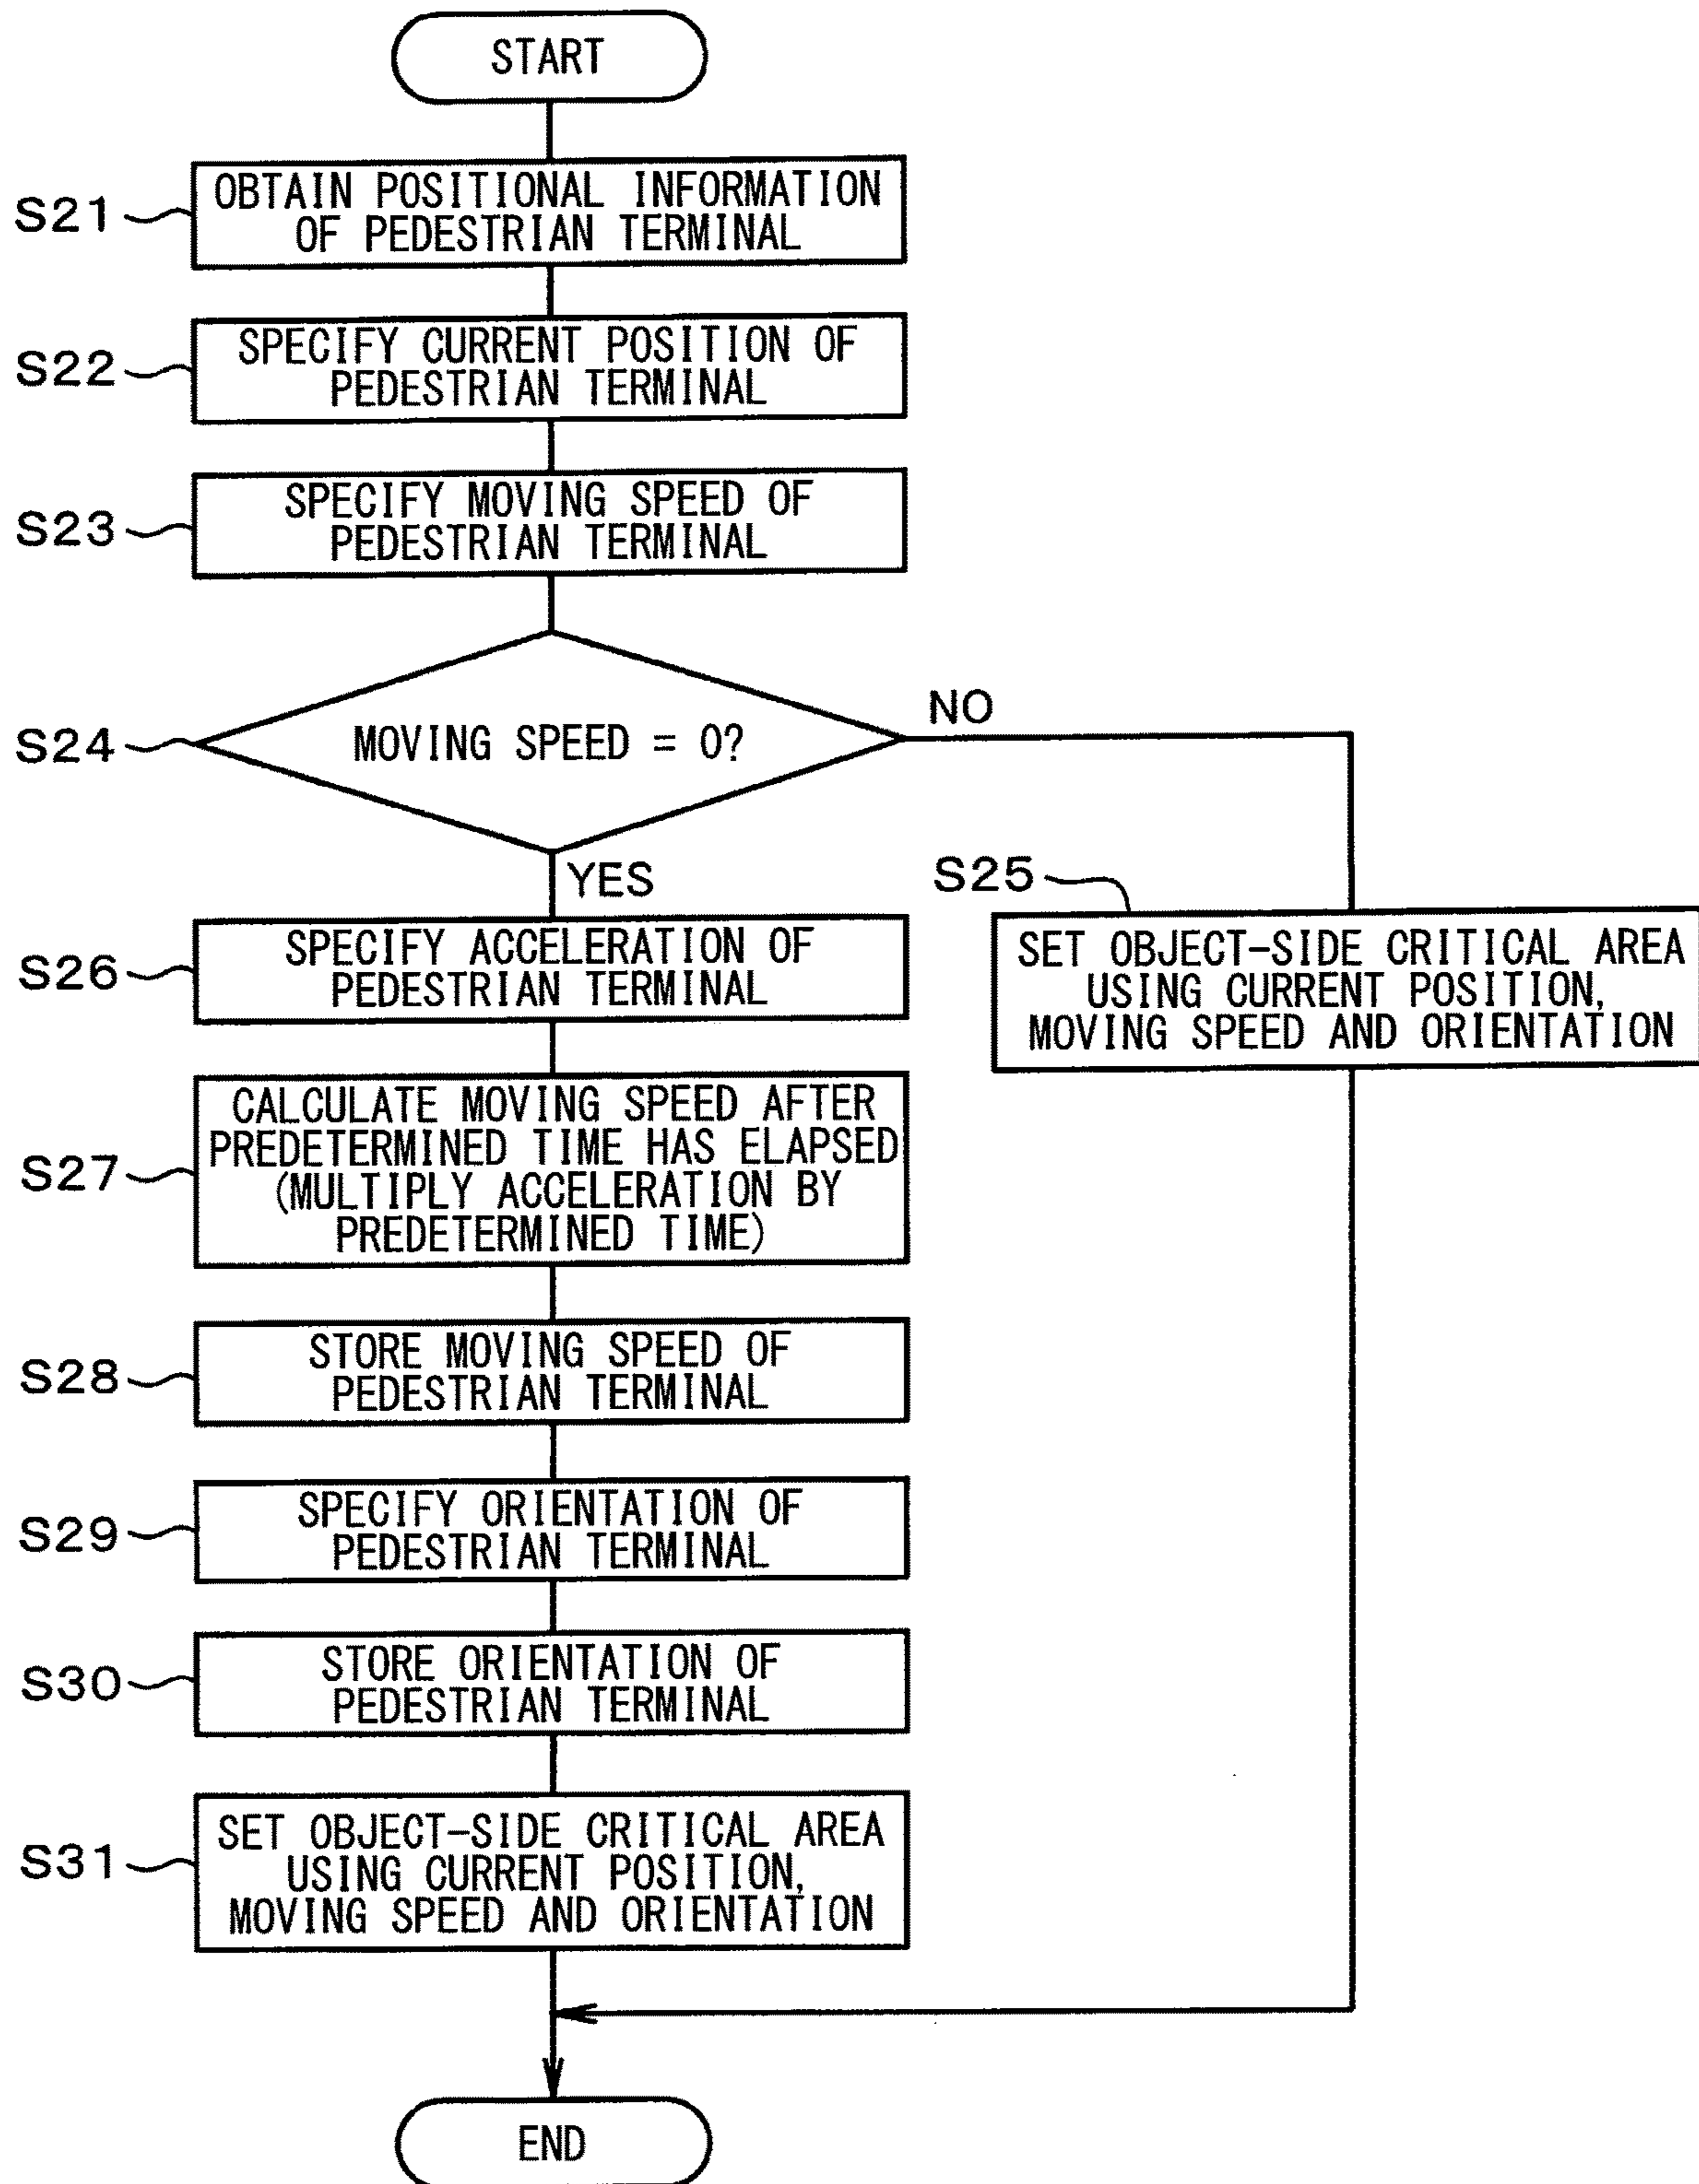 START
S21
OBTAIN POSITIONAL INFORMATION
OF PEDESTRIAN TERMINAL
S22
SPECIFY CURRENT POSITION OF
PEDESTRIAN TERMINAL
S23
SPECIFY MOVING SPEED OF
PEDESTRIAN TERMINAL
S24
MOVING SPEED = 0?
NO
YES
S25
SET OBJECT-SIDE CRITICAL AREA
USING CURRENT POSITION,
MOVING SPEED AND ORIENTATION
S26
SPECIFY ACCELERATION OF
PEDESTRIAN TERMINAL
S27
CALCULATE MOVING SPEED AFTER
PREDETERMINED TIME HAS ELAPSED
(MULTIPLY ACCELERATION BY
PREDETERMINED TIME)
S28
STORE MOVING SPEED OF
PEDESTRIAN TERMINAL
S29
SPECIFY ORIENTATION OF
PEDESTRIAN TERMINAL
S30
STORE ORIENTATION OF
PEDESTRIAN TERMINAL
S31
SET OBJECT-SIDE CRITICAL AREA
USING CURRENT POSITION,
MOVING SPEED AND ORIENTATION
END